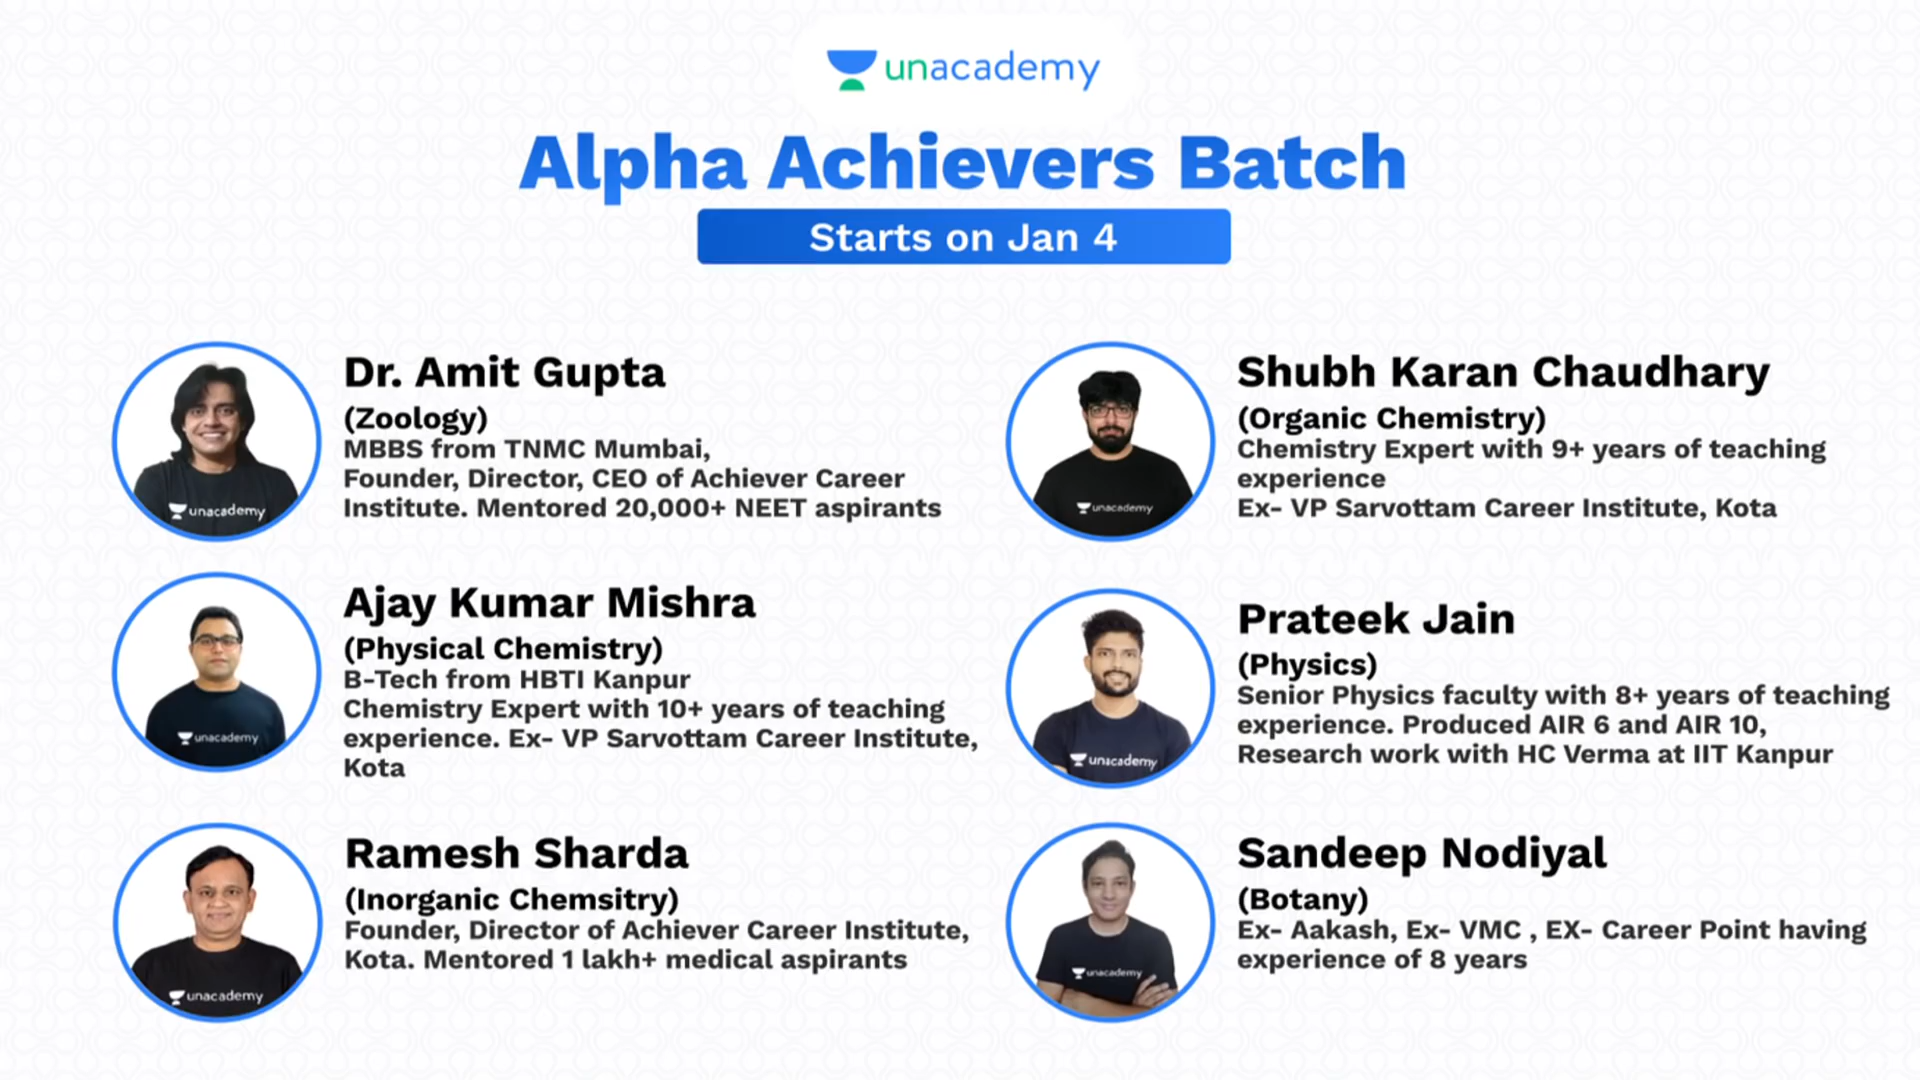 unacademy
Alpha Achievers Batch
Starts on Jan 4
Dr. Amit Gupta
(Zoology)
MBBS from TNMC Mumbai,
Founder, Director, CEO of Achiever Career
Institute. Mentored 20,000+ NEET aspirants
unacademy
Shubh Karan Chaudhary
(Organic Chemistry)
Chemistry Expert with 9+ years of teaching
experience
Ex- VP Sarvottam Career Institute, Kota
unacademy
Ajay Kumar Mishra
(Physical Chemistry)
B-Tech from HBTI Kanpur
Chemistry Expert with 10+ years of teaching
experience. Ex- VP Sarvottam Career Institute,
Kota
unacademy
Prateek Jain
(Physics)
Senior Physics faculty with 8+ years of teaching
experience. Produced AIR 6 and AIR 10,
Research work with HC Verma at IIT Kanpur
unacademy
Ramesh Sharda
(Inorganic Chemsitry)
Founder, Director of Achiever Career Institute,
Kota. Mentored 1 lakh+ medical aspirants
unacademy
Sandeep Nodiyal
(Botany)
Ex- Aakash, Ex- VMC , EX- Career Point having
experience of 8 years
unacademy